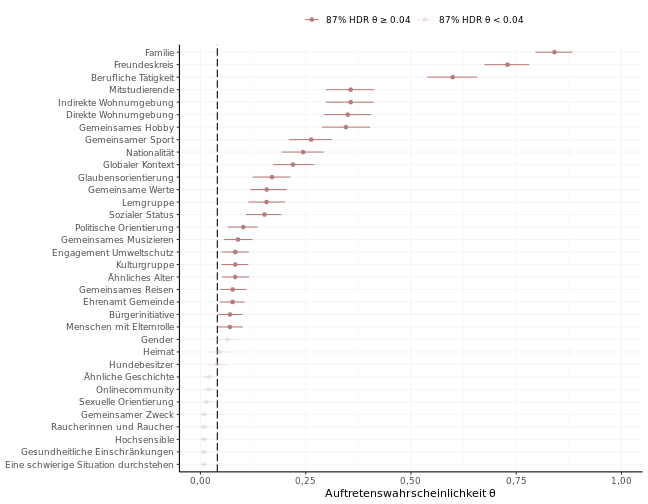 87% HDR θ ≥ 0.04 87% HDR θ < 0.04
Familie
Freundeskreis
Berufliche Tätigkeit
Mitstudierende
Indirekte Wohnumgebung
Direkte Wohnumgebung
Gemeinsames Hobby
Gemeinsamer Sport
Nationalität
Globaler Kontext
Glaubensorientierung
Gemeinsame Werte
Lerngruppe
Sozialer Status
Politische Orientierung
Gemeinsames Musizieren
Engagement Umweltschutz
Kulturgruppe
Ähnliches Alter
Gemeinsames Reisen
Ehrenamt Gemeinde
Bürgerinitiative
Menschen mit Elternrolle
Gender
Heimat
Hundebesitzer
Ähnliche Geschichte
Onlinecommunity
Sexuelle Orientierung
Gemeinsamer Zweck
Raucherinnen und Raucher
Hochsensible
Gesundheitliche Einschränkungen
Eine schwierige Situation durchstehen
0,00 0,25 0,50 0,75 1,00
Auftretenswahrscheinlichkeit θ